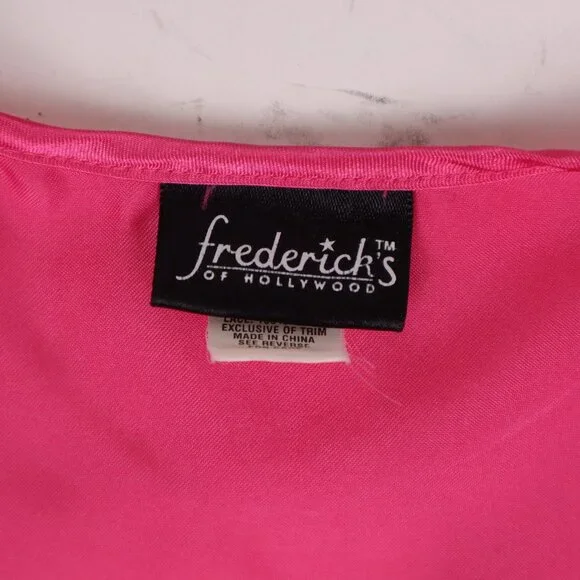 frederick's™
OF HOLLYWOOD
EXCLUSIVE OF TRIM
MADE IN CHINA
SEE REVERSE